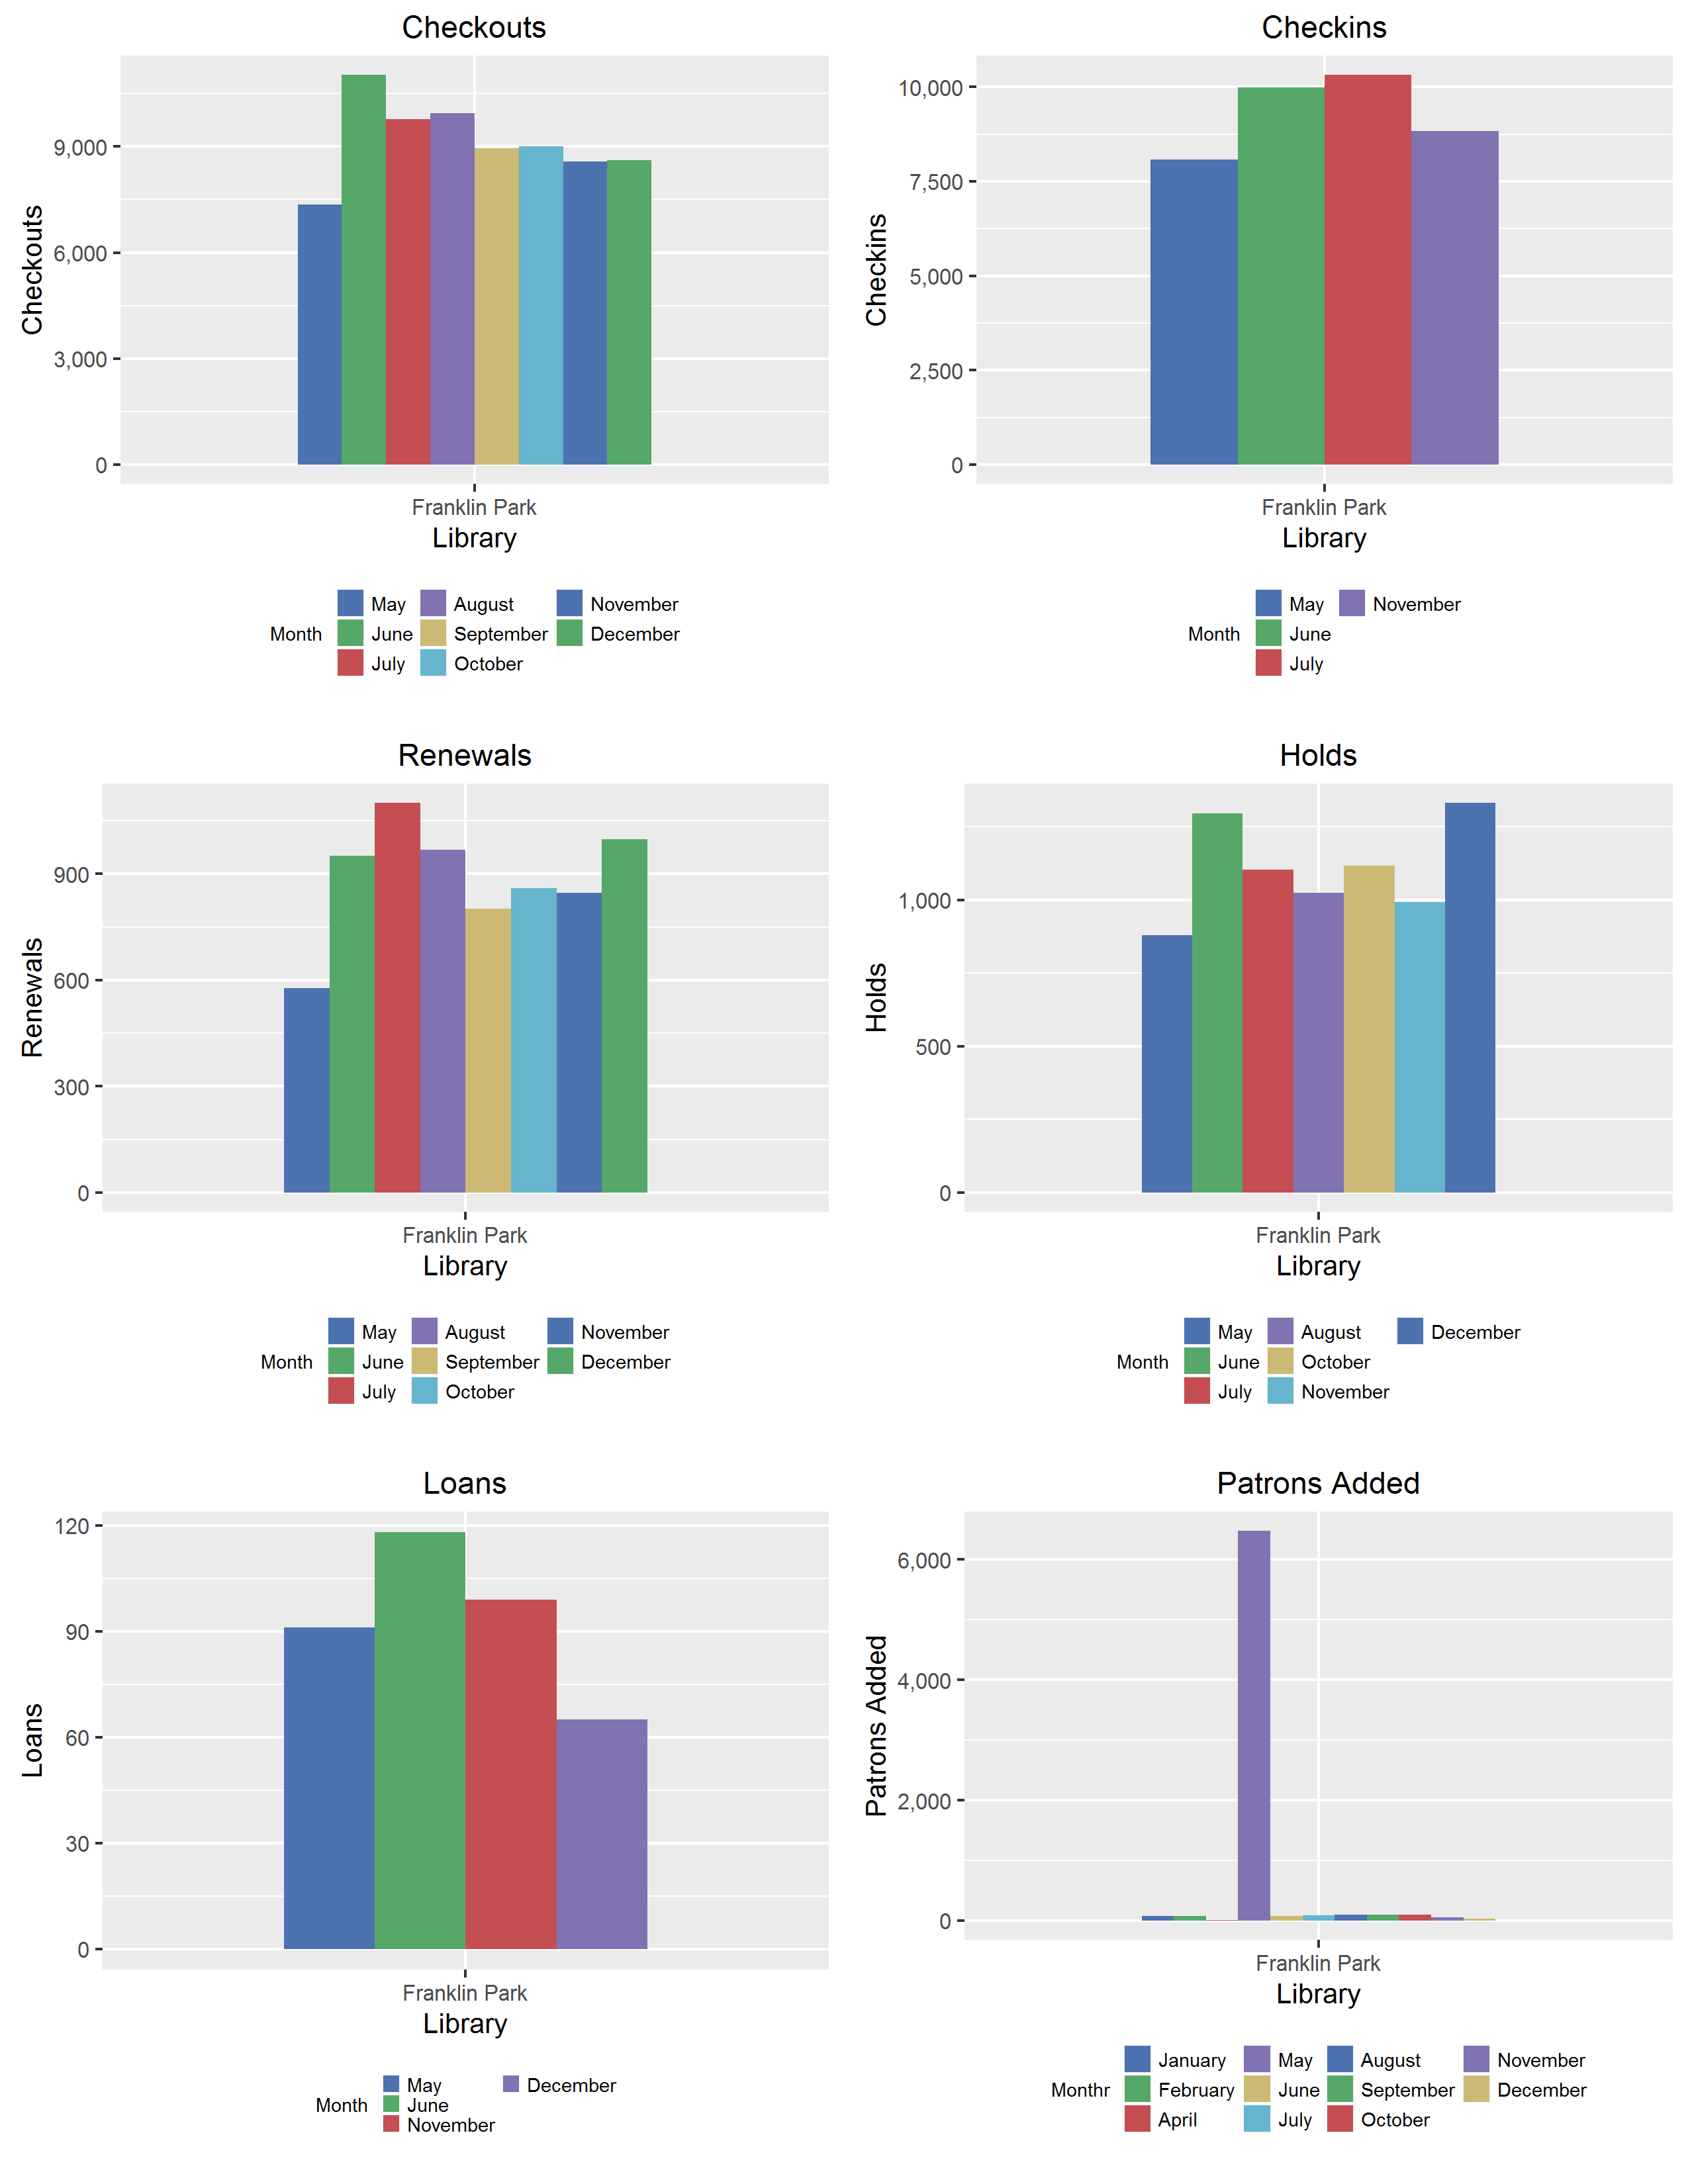 Checkouts
Checkouts
9,000
6,000
3,000
0
Franklin Park
Library
Month
May
June
July
August
September
October
November
December
Checkins
Checkins
10,000
7,500
5,000
2,500
0
Franklin Park
Library
Month
May
June
July
November
Renewals
Renewals
900
600
300
0
Franklin Park
Library
Month
May
June
July
August
September
October
November
December
Holds
Holds
1,000
500
0
Franklin Park
Library
Month
May
June
July
August
October
November
December
Loans
Loans
120
90
60
30
0
Franklin Park
Library
Month
May
June
November
December
Patrons Added
Patrons Added
6,000
4,000
2,000
0
Franklin Park
Library
Monthr
January
February
April
May
June
July
August
September
October
November
December